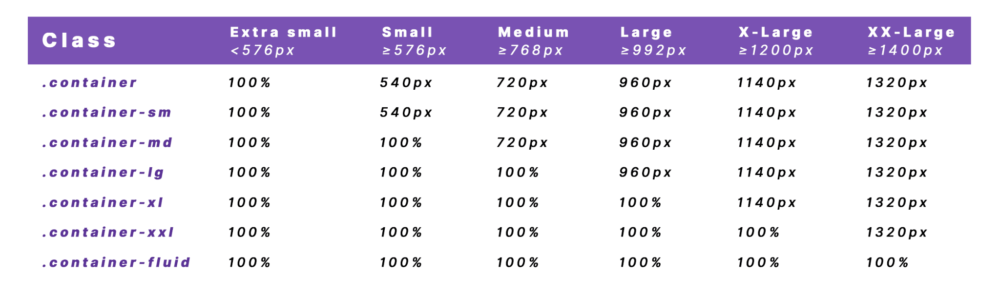 Class Extra small Small Medium Large X-Large XX-Large
<576px ≥576px ≥768px ≥992px ≥1200px ≥1400px
.container 100% 540px 720px 960px 1140px 1320px
.container-sm 100% 540px 720px 960px 1140px 1320px
.container-md 100% 100% 720px 960px 1140px 1320px
.container-lg 100% 100% 100% 960px 1140px 1320px
.container-xl 100% 100% 100% 100% 1140px 1320px
.container-xxl 100% 100% 100% 100% 100% 1320px
.container-fluid 100% 100% 100% 100% 100% 100%